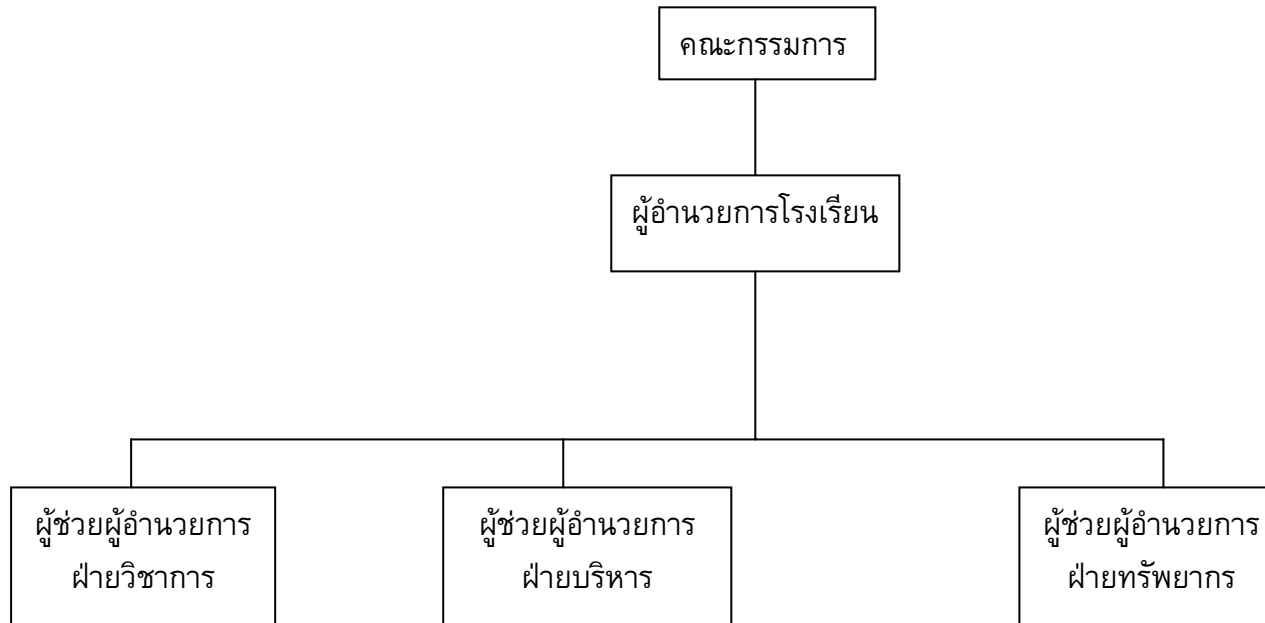 คณะกรรมการ
ผู้อำนวยการโรงเรียน
ผู้ช่วยผู้อำนวยการ
ฝ่ายวิชาการ
ผู้ช่วยผู้อำนวยการ
ฝ่ายบริหาร
ผู้ช่วยผู้อำนวยการ
ฝ่ายทรัพยากร